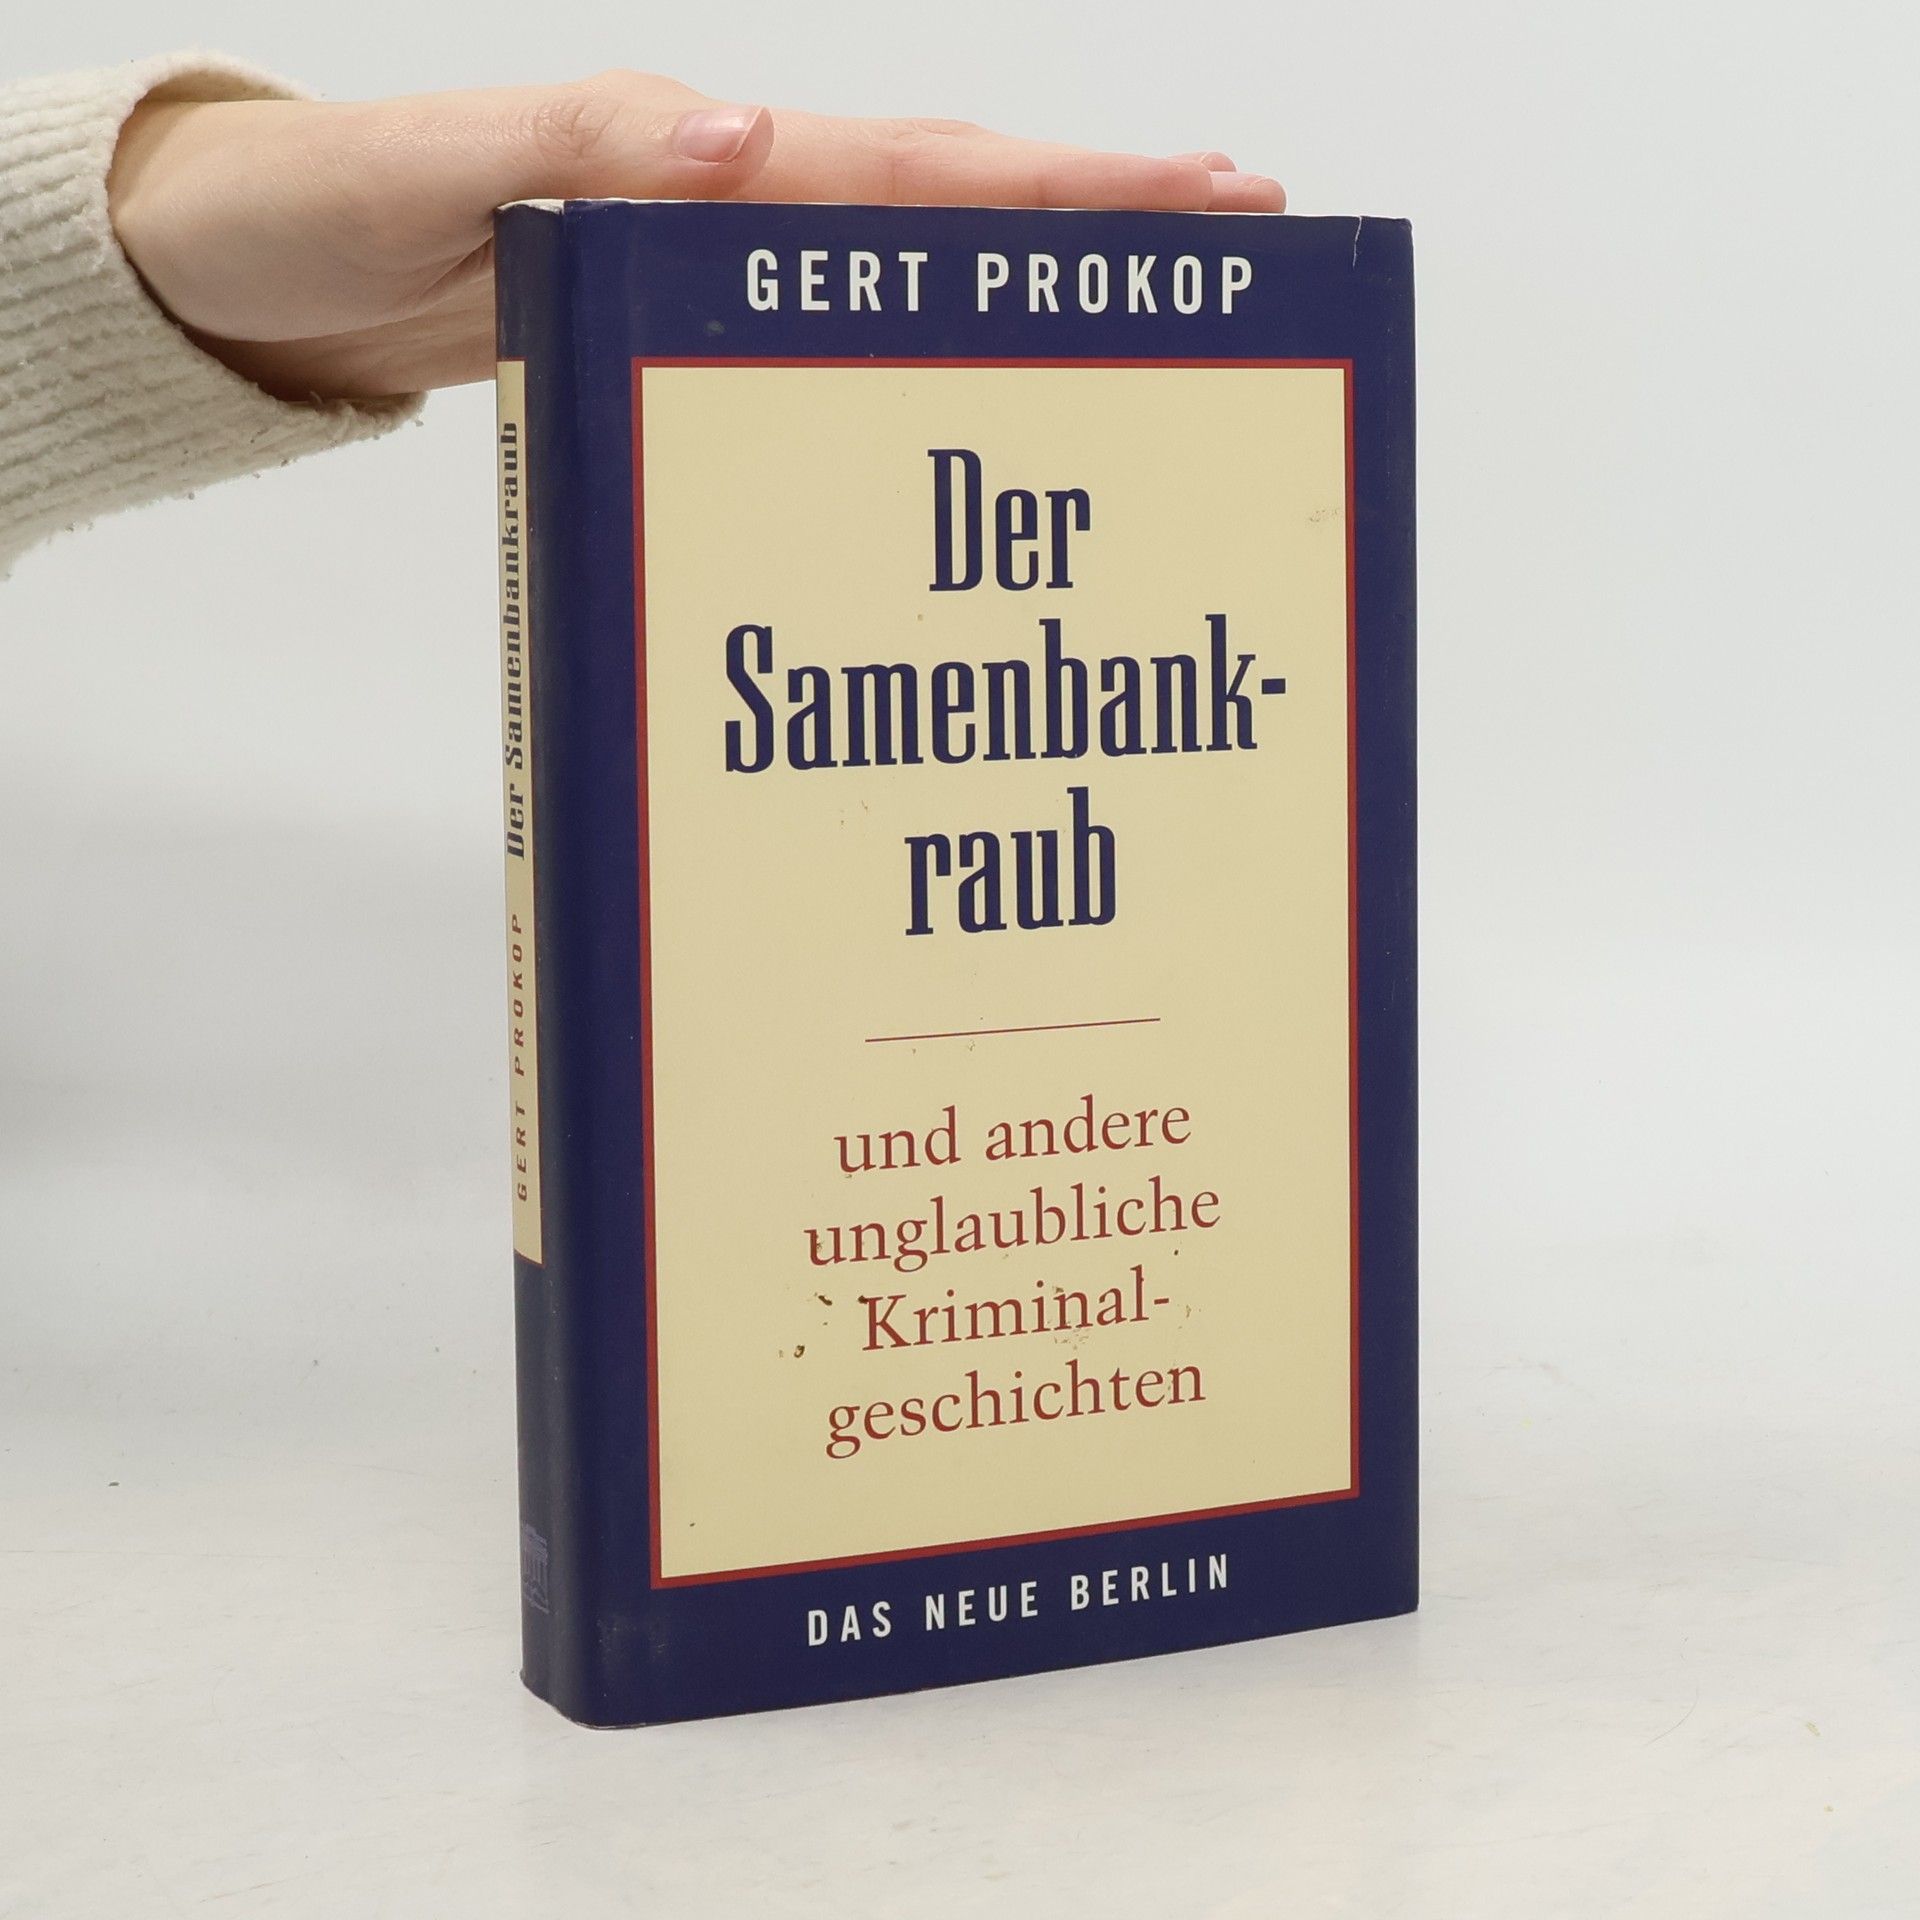 GERT PROKOP
Der
Samenbank-
raub
und andere
unglaubliche
Kriminal-
geschichten
DAS NEUE BERLIN
GERT PROKOP Der Samenbankraub